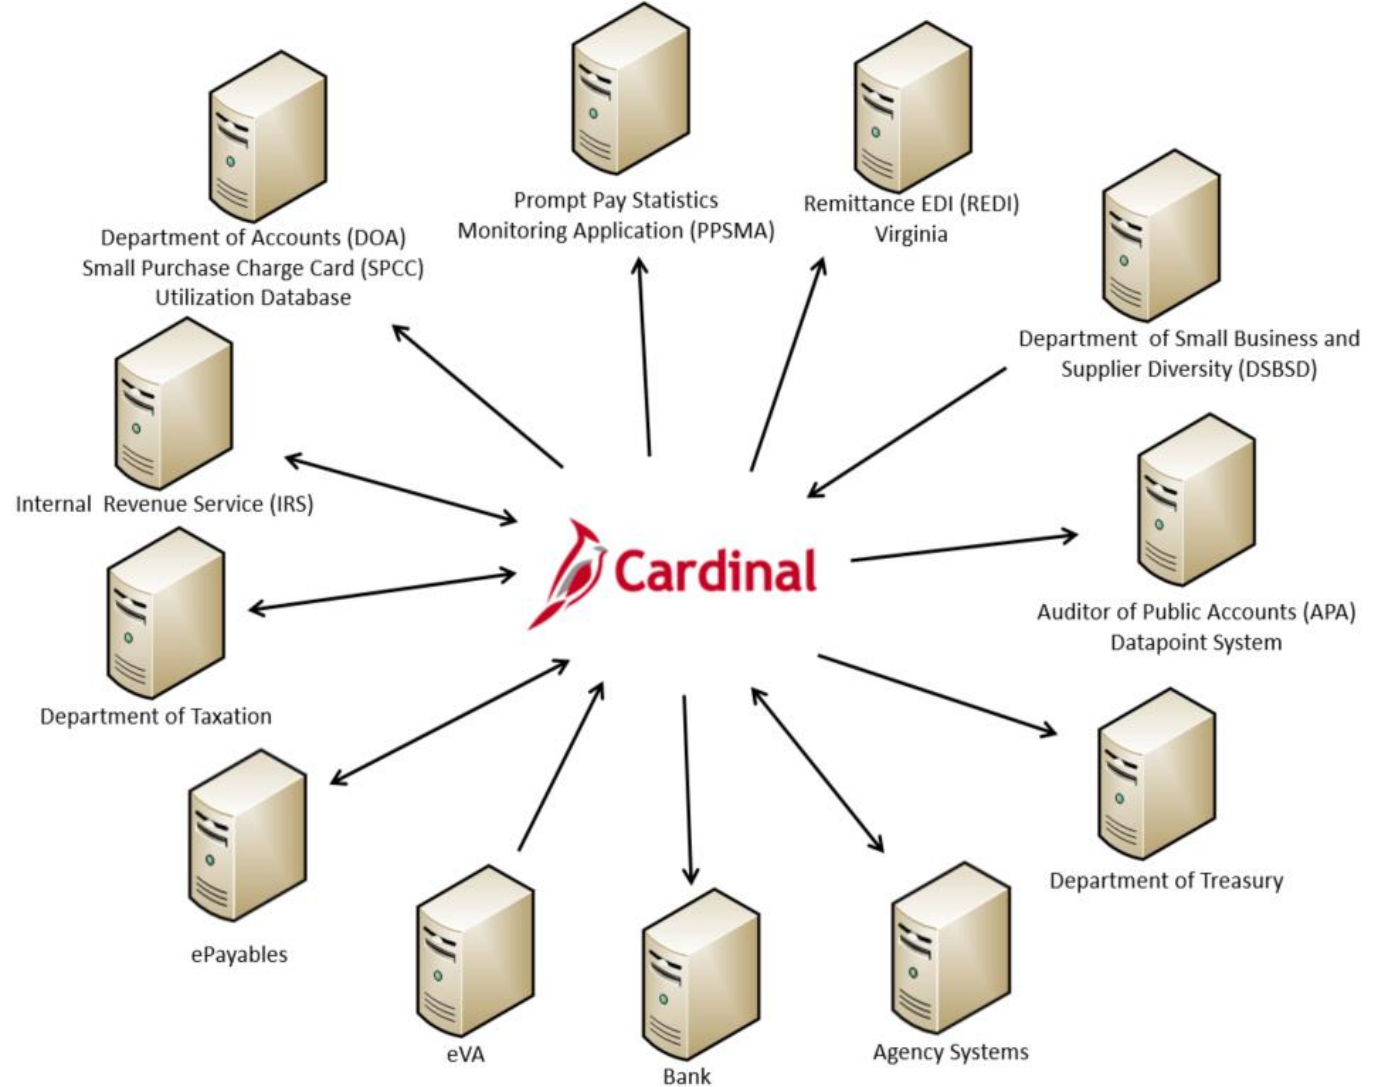 Prompt Pay Statistics
Monitoring Application (PPSMA)
Remittance EDI (REDI)
Virginia
Department of Accounts (DOA)
Small Purchase Charge Card (SPCC)
Utilization Database
Department of Small Business and
Supplier Diversity (DSBSD)
Internal Revenue Service (IRS)
Cardinal
Auditor of Public Accounts (APA)
Datapoint System
Department of Taxation
Department of Treasury
ePayables
eVA
Agency Systems
Bank